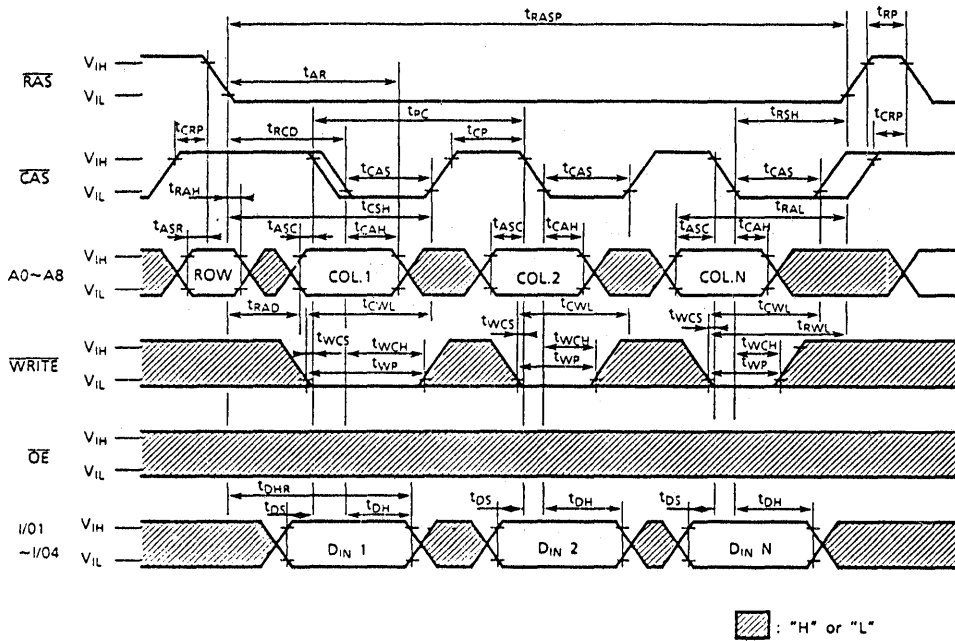 tRASP
tRP
RAS
VIH
VIL
tAR
tPC
tCRP
tRCD
tCP
tRSH
tCRP
CAS
VIH
VIL
tCAS
tCAS
tCAS
tRAH
tCSH
tRAL
tASR
tASC
tCAH
tASC
tCAH
tASC
tCAH
A0~A8
VIH
VIL
ROW
COL.1
COL.2
COL.N
tRAD
tCWL
tCWL
tCWL
tWCS
tWCS
tWCS
tRWL
WRITE
VIH
VIL
tWCH
tWCH
tWCH
tWP
tWP
tWP
OE
VIH
VIL
tDHR
tDS
tDH
tDS
tDH
tDS
tDH
I/01
~I/04
VIH
VIL
DIN 1
DIN 2
DIN N
: "H" or "L"